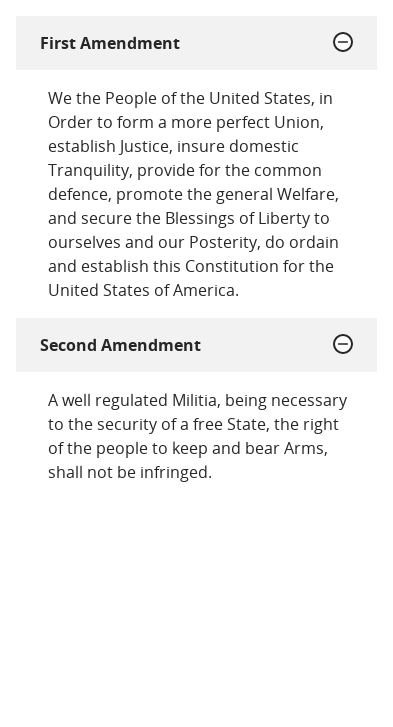 First Amendment
We the People of the United States, in
Order to form a more perfect Union,
establish Justice, insure domestic
Tranquility, provide for the common
defence, promote the general Welfare,
and secure the Blessings of Liberty to
ourselves and our Posterity, do ordain
and establish this Constitution for the
United States of America.
Second Amendment
A well regulated Militia, being necessary
to the security of a free State, the right
of the people to keep and bear Arms,
shall not be infringed.